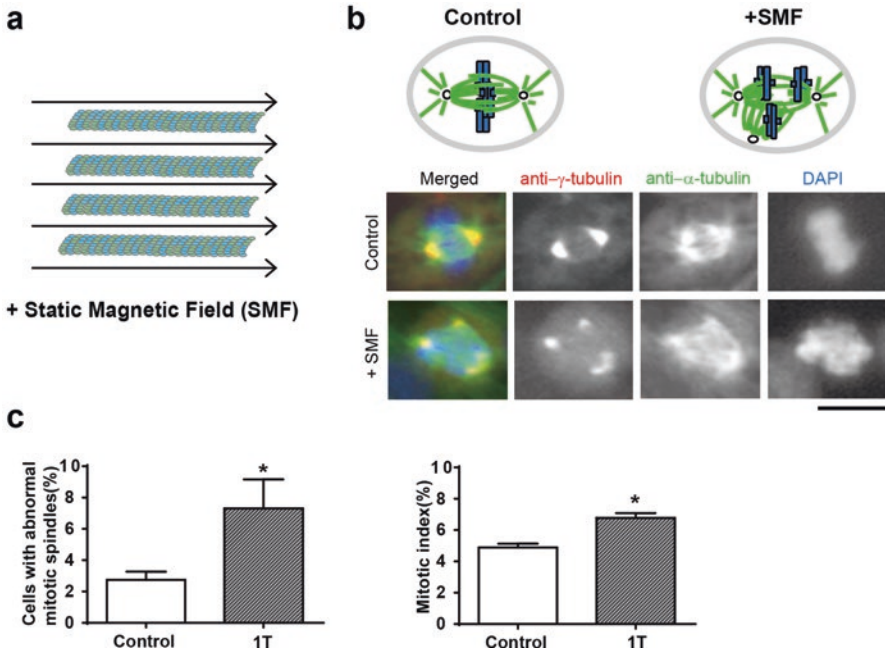 a
+ Static Magnetic Field (SMF)
b
Control
+SMF
Merged
anti–γ-tubulin
anti–α-tubulin
DAPI
Control
+ SMF
c
Cells with abnormal
mitotic spindles(%)
10
8
6
4
2
0
*
Control
1T
Mitotic index(%)
10
8
6
4
2
0
*
Control
1T